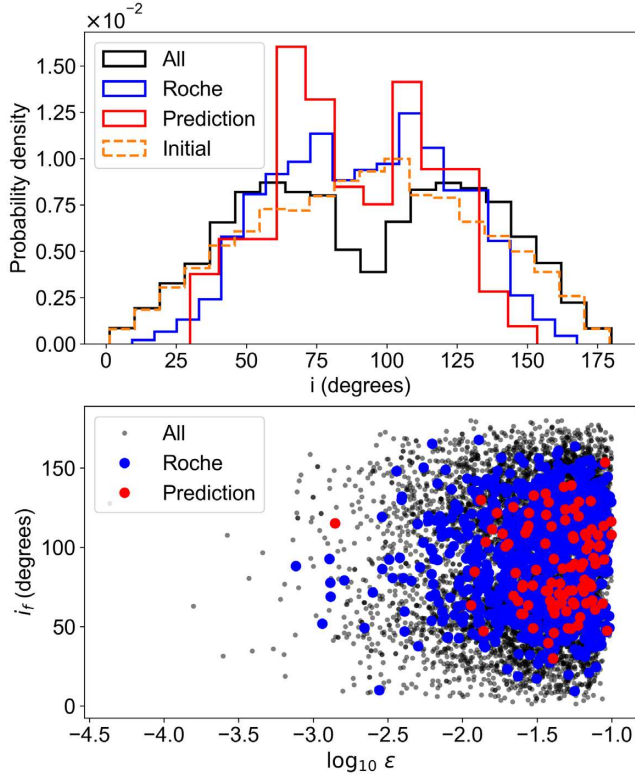 ×10⁻²
1.50
1.25
1.00
0.75
0.50
0.25
0.00
Probability density
All
Roche
Prediction
Initial
0
25
50
75
100
125
150
175
i (degrees)
150
100
50
0
i_f (degrees)
All
Roche
Prediction
−4.5
−4.0
−3.5
−3.0
−2.5
−2.0
−1.5
−1.0
log₁₀ ε